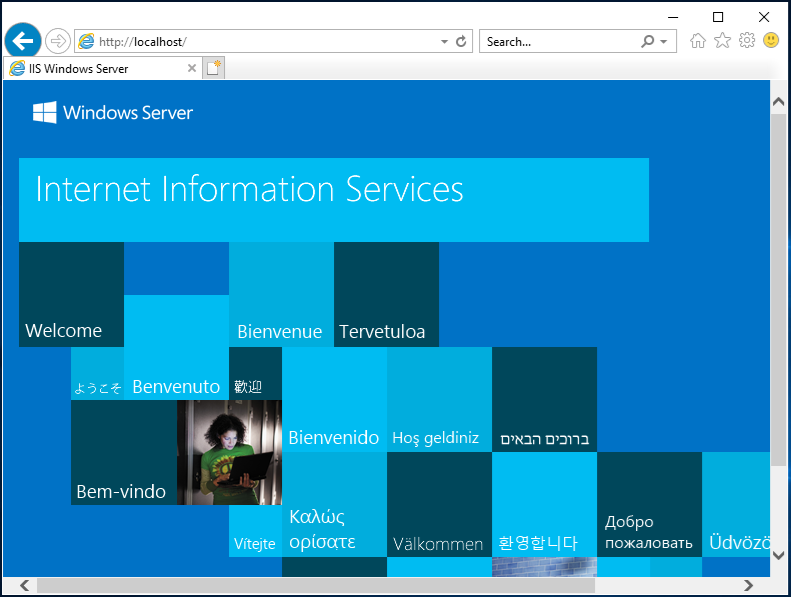 http://localhost/
Search...
IIS Windows Server
Windows Server
Internet Information Services
Welcome
Bienvenue
Tervetuloa
ようこそ
Benvenuto
歡迎
Bienvenido
Hoş geldiniz
ברוכים הבאים
Bem-vindo
Vítejte
Καλώς
ορίσατε
Välkommen
환영합니다
Добро
пожаловать
Üdvözö